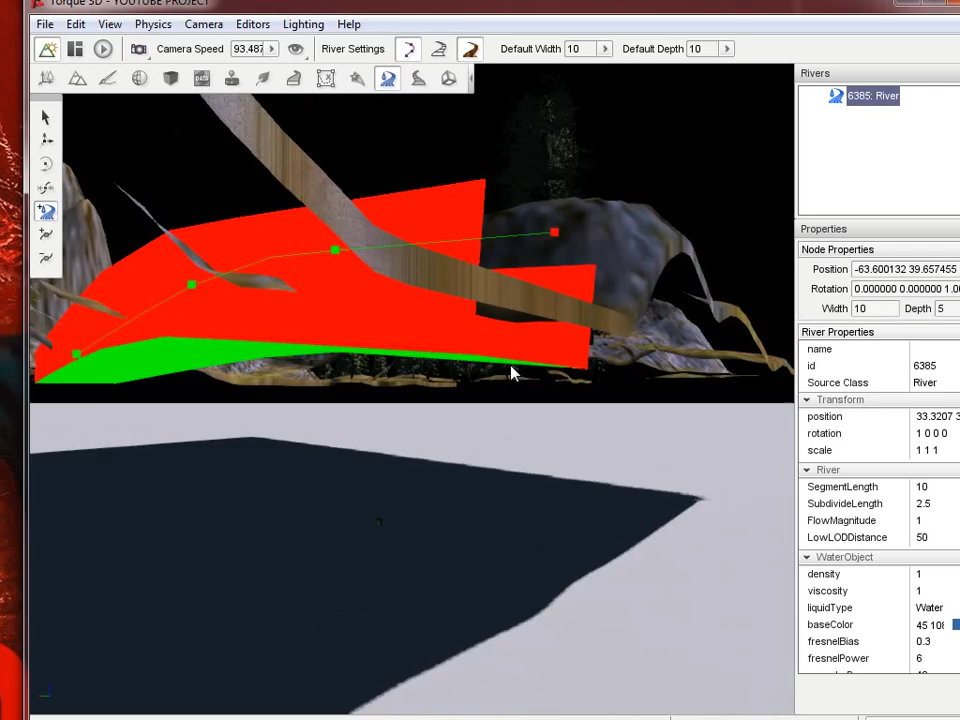 Torque 3D - YOUTUBE PROJECT
File Edit View Physics Camera Editors Lighting Help
Camera Speed 93.487 River Settings Default Width 10 Default Depth 10
Rivers
6385: River
Properties
Node Properties
Position -63.600132 39.657455
Rotation 0.000000 0.000000 1.00
Width 10 Depth 5
River Properties
name
id 6385
Source Class River
Transform
position 33.3207 3
rotation 1 0 0 0
scale 1 1 1
River
SegmentLength 10
SubdivideLength 2.5
FlowMagnitude 1
LowLODDistance 50
WaterObject
density 1
viscosity 1
liquidType Water
baseColor 45 108
fresnelBias 0.3
fresnelPower 6